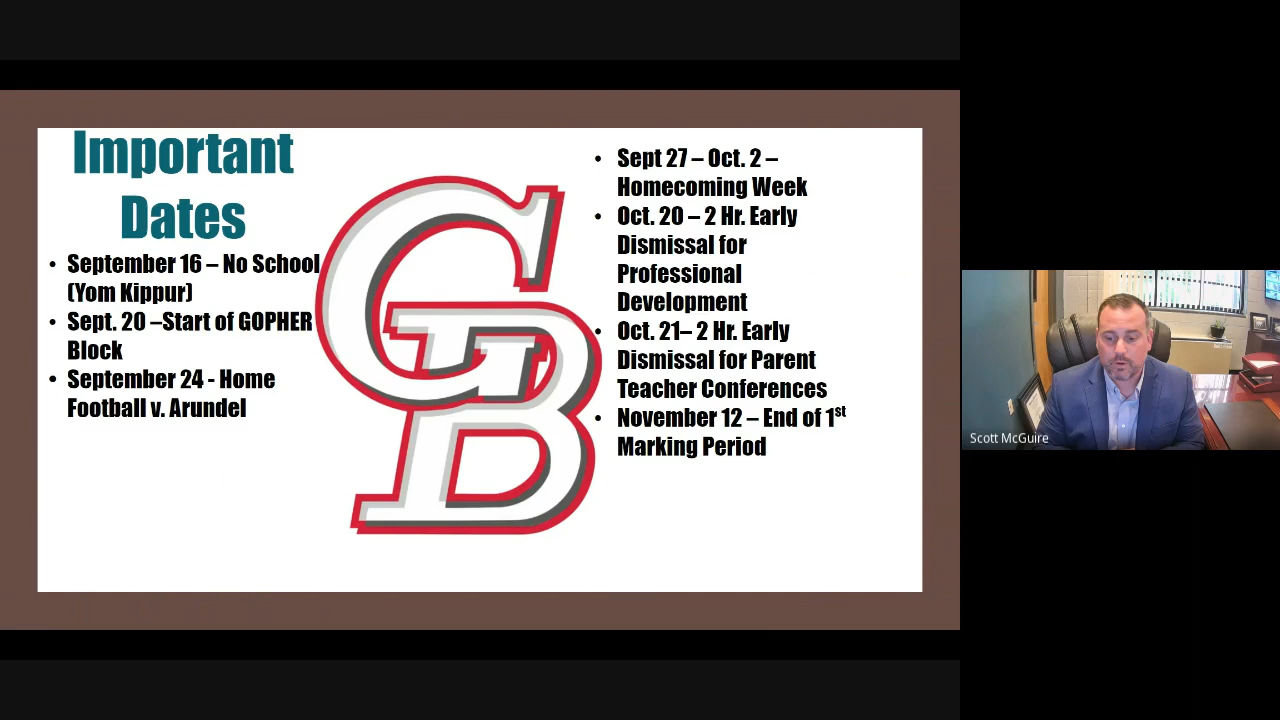 Important
Dates
• September 16 – No School
(Yom Kippur)
• Sept. 20 –Start of GOPHER
Block
• September 24 - Home
Football v. Arundel
GB
• Sept 27 – Oct. 2 –
Homecoming Week
• Oct. 20 – 2 Hr. Early
Dismissal for
Professional
Development
• Oct. 21– 2 Hr. Early
Dismissal for Parent
Teacher Conferences
• November 12 – End of 1st
Marking Period
Scott McGuire